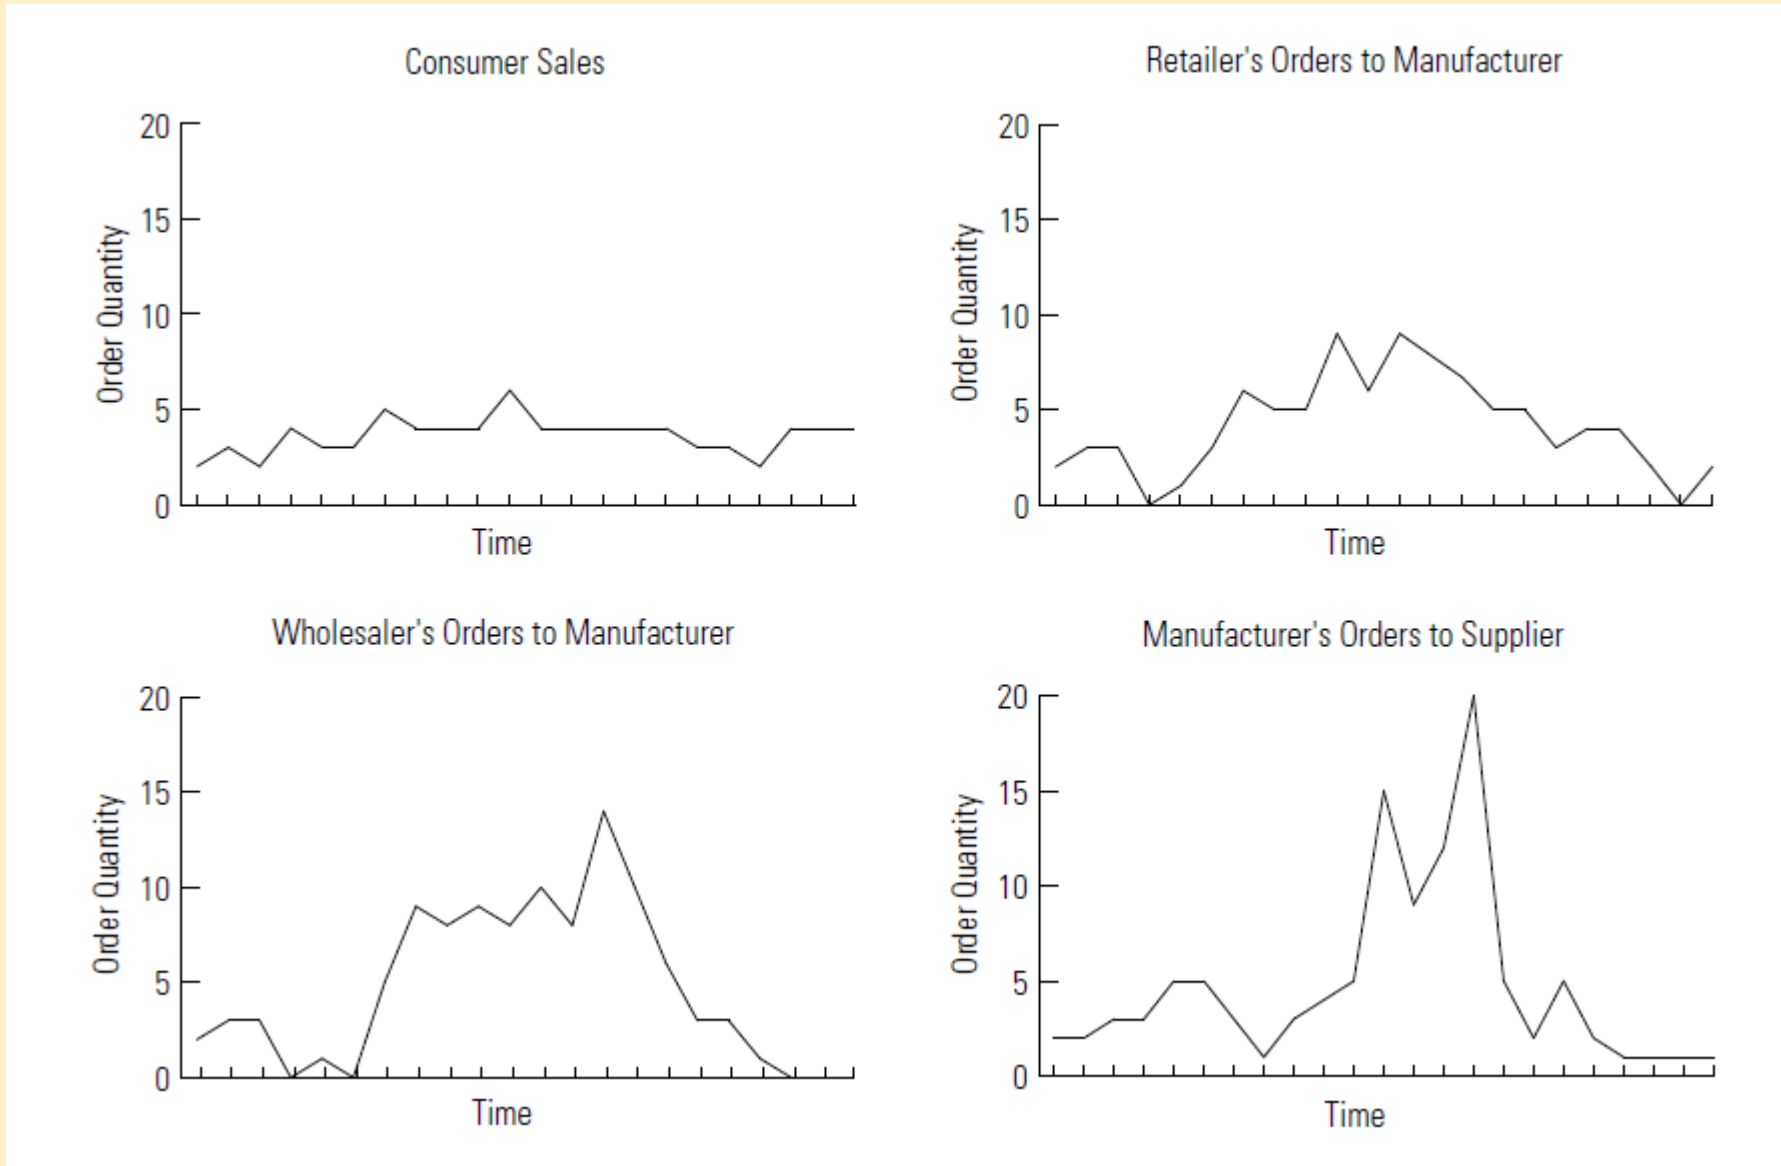 Consumer Sales
20
15
10
5
0
Order Quantity
Time
Retailer's Orders to Manufacturer
20
15
10
5
0
Order Quantity
Time
Wholesaler's Orders to Manufacturer
20
15
10
5
0
Order Quantity
Time
Manufacturer's Orders to Supplier
20
15
10
5
0
Order Quantity
Time